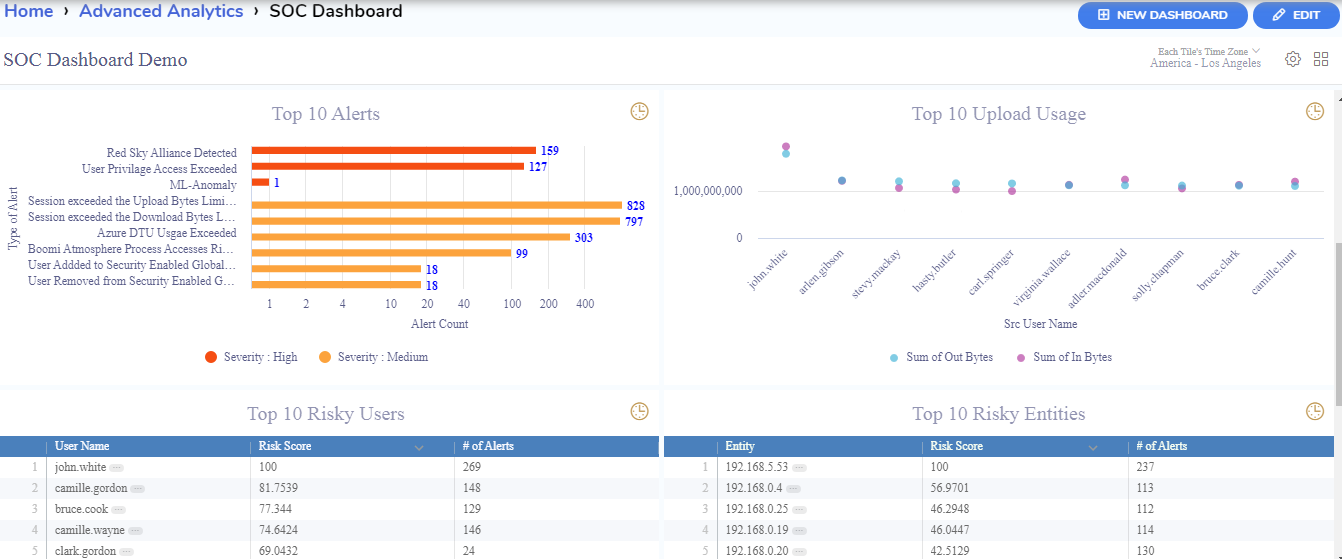 Home › Advanced Analytics › SOC Dashboard
NEW DASHBOARD
EDIT
SOC Dashboard Demo
Each Tile's Time Zone
America - Los Angeles
Top 10 Alerts
Type of Alert
Red Sky Alliance Detected 159
User Privilage Access Exceeded 127
ML-Anomaly 1
Session exceeded the Upload Bytes Limi... 828
Session exceeded the Download Bytes L... 797
Azure DTU Usgae Exceeded 303
Boomi Atmosphere Process Accesses Ri... 99
User Addded to Security Enabled Global... 18
User Removed from Security Enabled G... 18
1 2 4 10 20 40 100 200 400
Alert Count
Severity : High Severity : Medium
Top 10 Upload Usage
1,000,000,000
0
john.white arlen.gibson stevy.mackay hasty.butler carl.springer virginia.wallace adler.macdonald solly.chapman bruce.clark camille.hunt
Src User Name
Sum of Out Bytes Sum of In Bytes
Top 10 Risky Users
User Name Risk Score # of Alerts
1 john.white 100 269
2 camille.gordon 81.7539 148
3 bruce.cook 77.344 129
4 camille.wayne 74.6424 146
5 clark.gordon 69.0432 24
Top 10 Risky Entities
Entity Risk Score # of Alerts
1 192.168.5.53 100 237
2 192.168.0.4 56.9701 113
3 192.168.0.25 46.2948 112
4 192.168.0.19 46.0447 114
5 192.168.0.20 42.5129 130